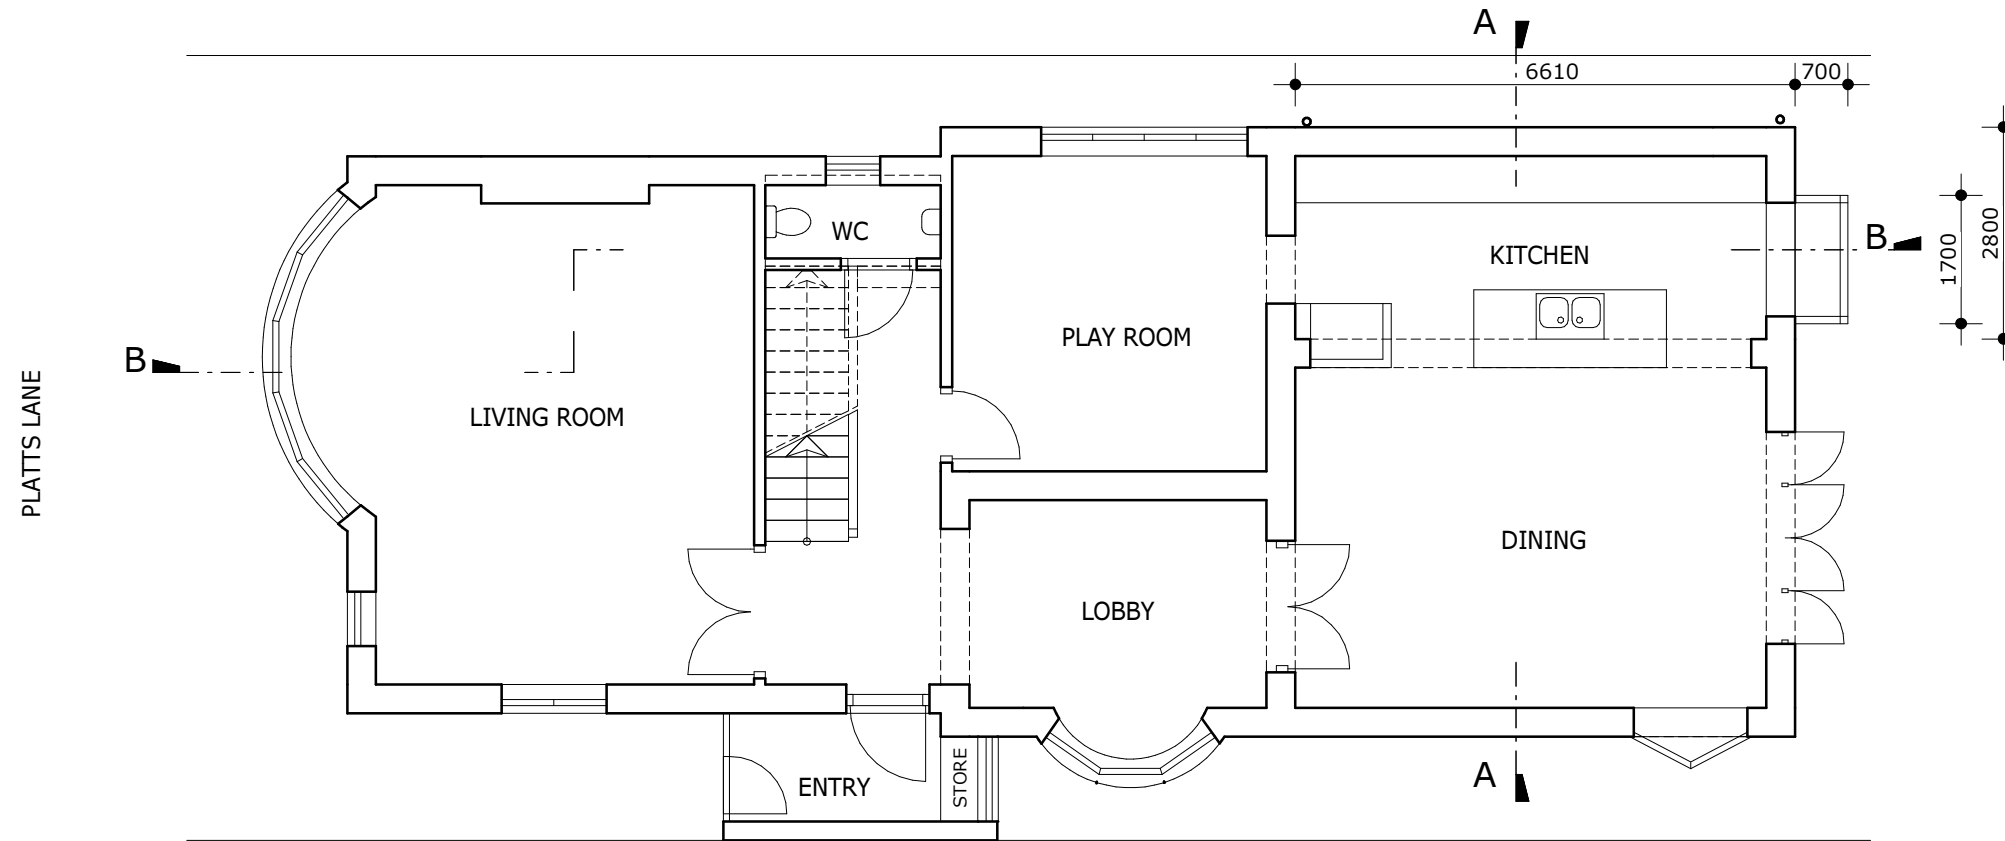 A
6610
700
WC
B
KITCHEN
1700
2800
PLAY ROOM
B
PLATTS LANE
LIVING ROOM
DINING
LOBBY
ENTRY
STORE
A